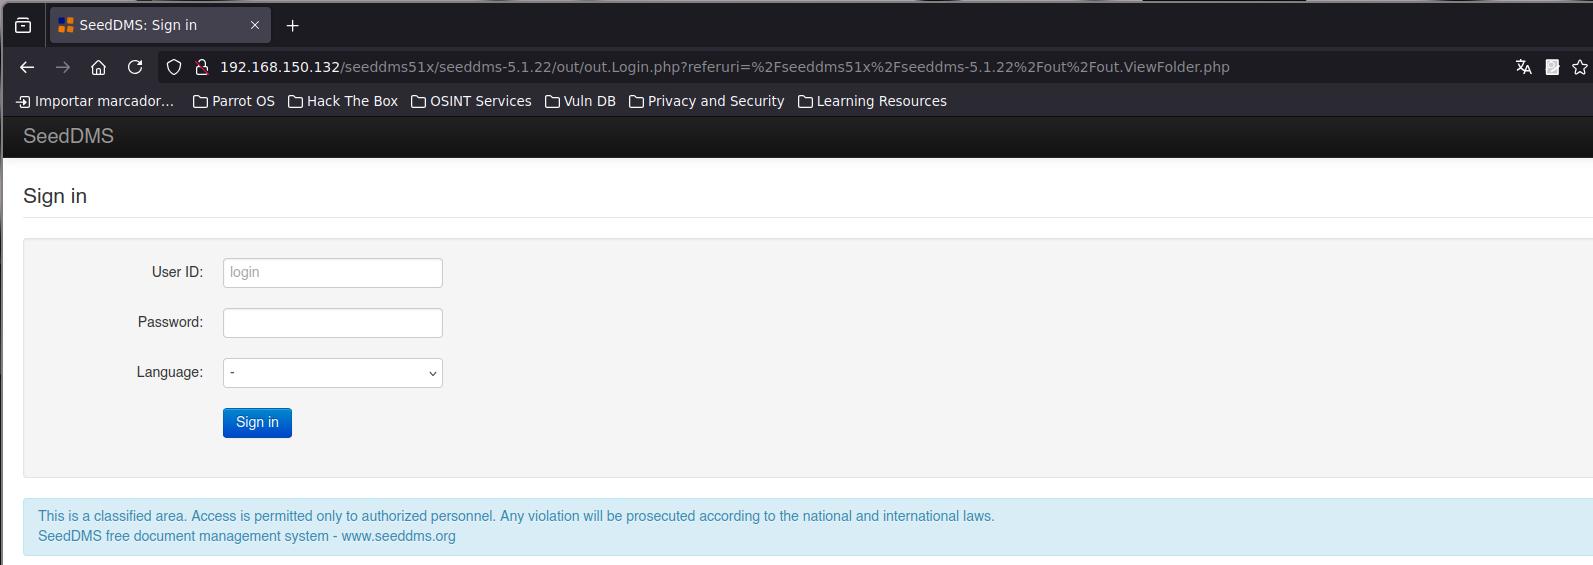 SeedDMS: Sign in
192.168.150.132/seeddms51x/seeddms-5.1.22/out/out.Login.php?referuri=%2Fseeddms51x%2Fseeddms-5.1.22%2Fout%2Fout.ViewFolder.php
Importar marcador... Parrot OS Hack The Box OSINT Services Vuln DB Privacy and Security Learning Resources
SeedDMS
Sign in
User ID: login
Password:
Language: -
Sign in
This is a classified area. Access is permitted only to authorized personnel. Any violation will be prosecuted according to the national and international laws.
SeedDMS free document management system - www.seeddms.org